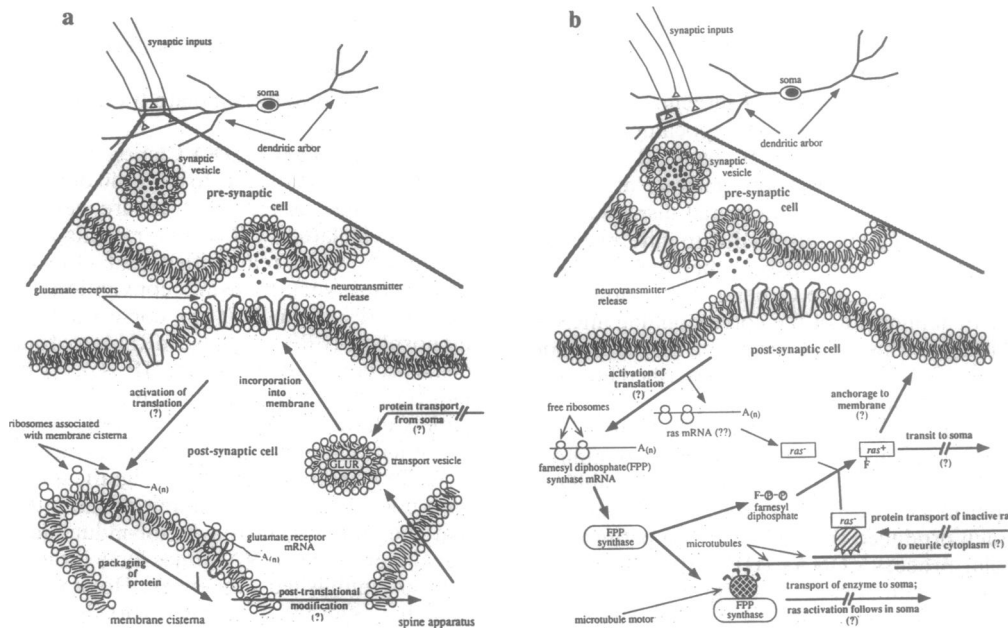 a
synaptic inputs
soma
dendritic arbor
synaptic
vesicle
pre-synaptic
cell
glutamate receptors
neurotransmitter
release
activation of
translation
(?)
incorporation
into
membrane
protein transport
from soma
(?)
ribosomes associated
with membrane cisterna
post-synaptic cell
GLUR
transport vesicle
A(n)
glutamate receptor
mRNA
A(n)
packaging
of
protein
post-translational
modification
(?)
membrane cisterna
spine apparatus
b
synaptic inputs
soma
dendritic arbor
synaptic
vesicle
pre-synaptic
cell
neurotransmitter
release
post-synaptic cell
activation of
translation
(?)
anchorage to
membrane
(?)
free ribosomes
A(n)
ras mRNA (??)
A(n)
farnesyl diphosphate(FPP)
synthase mRNA
ras-
ras+
F
transit to soma
(?)
F-P-P
farnesyl
diphosphate
FPP
synthase
ras-
protein transport of inactive ras
to neurite cytoplasm (?)
microtubules
microtubule motor
FPP
synthase
transport of enzyme to soma;
ras activation follows in soma
(?)